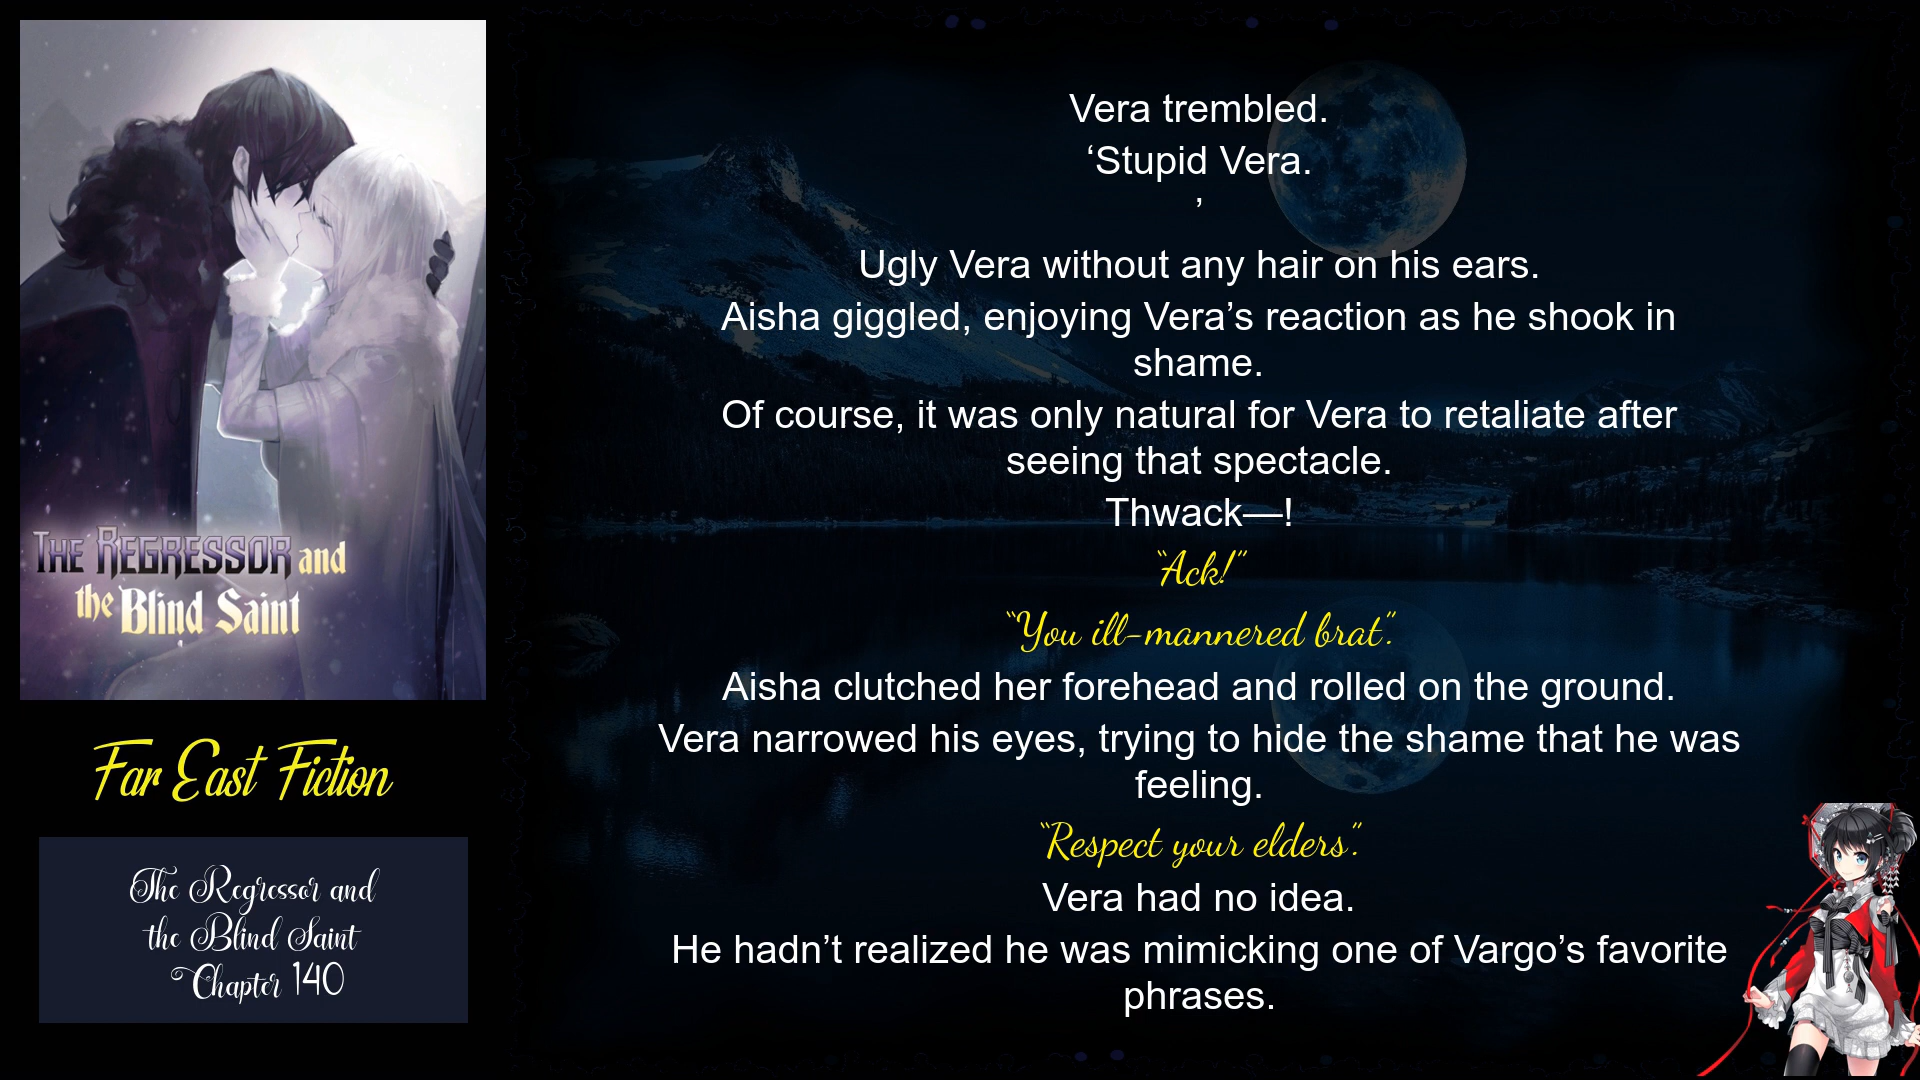 THE REGRESSOR and
the Blind Saint
Far East Fiction
The Regressor and
the Blind Saint
Chapter 140
Vera trembled.
‘Stupid Vera.
’
Ugly Vera without any hair on his ears.
Aisha giggled, enjoying Vera’s reaction as he shook in
shame.
Of course, it was only natural for Vera to retaliate after
seeing that spectacle.
Thwack—!
“Ack!”
“You ill-mannered brat”.
Aisha clutched her forehead and rolled on the ground.
Vera narrowed his eyes, trying to hide the shame that he was
feeling.
“Respect your elders”.
Vera had no idea.
He hadn’t realized he was mimicking one of Vargo’s favorite
phrases.